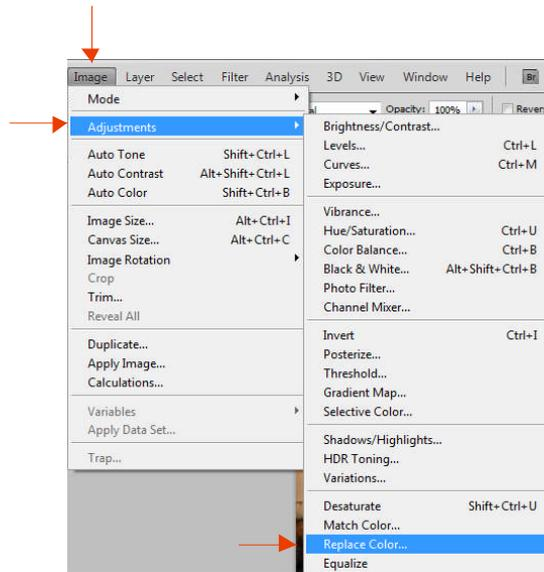 Image Layer Select Filter Analysis 3D View Window Help Br
Mode
Opacity: 100%
Adjustments
Auto Tone Shift+Ctrl+L
Auto Contrast Alt+Shift+Ctrl+L
Auto Color Shift+Ctrl+B
Image Size... Alt+Ctrl+I
Canvas Size... Alt+Ctrl+C
Image Rotation
Crop
Trim...
Reveal All
Duplicate...
Apply Image...
Calculations...
Variables
Apply Data Set...
Trap...
Brightness/Contrast...
Levels... Ctrl+L
Curves... Ctrl+M
Exposure...
Vibrance...
Hue/Saturation... Ctrl+U
Color Balance... Ctrl+B
Black & White... Alt+Shift+Ctrl+B
Photo Filter...
Channel Mixer...
Invert Ctrl+I
Posterize...
Threshold...
Gradient Map...
Selective Color...
Shadows/Highlights...
HDR Toning...
Variations...
Desaturate Shift+Ctrl+U
Match Color...
Replace Color...
Equalize